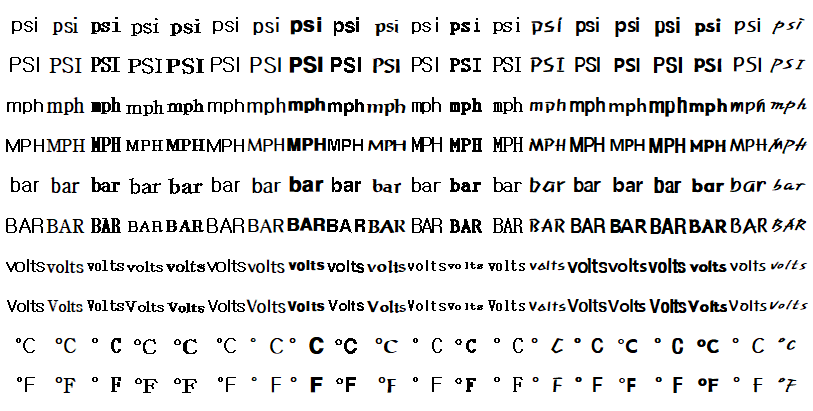 psi psi psi psi psi psi psi psi psi psi psi psi psi psi psi psi psi psi psi psi
PSI PSI PSI PSI PSI PSI PSI PSI PSI PSI PSI PSI PSI PSI PSI PSI PSI PSI PSI PSI
mph mph mph mph mph mph mph mph mph mph mph mph mph mph mph mph mph mph mph mph
MPH MPH MPH MPH MPH MPH MPH MPH MPH MPH MPH MPH MPH MPH MPH MPH MPH MPH MPH MPH
bar bar bar bar bar bar bar bar bar bar bar bar bar bar bar bar bar bar bar bar
BAR BAR BAR BAR BAR BAR BAR BAR BAR BAR BAR BAR BAR BAR BAR BAR BAR BAR BAR BAR
volts volts volts volts volts volts volts volts volts volts volts volts volts volts volts volts volts volts volts volts
Volts Volts Volts Volts Volts Volts Volts Volts Volts Volts Volts Volts Volts Volts Volts Volts Volts Volts Volts Volts
°C °C °C °C °C °C °C °C °C °C °C °C °C °C °C °C °C °C °C °C
°F °F °F °F °F °F °F °F °F °F °F °F °F °F °F °F °F °F °F °F